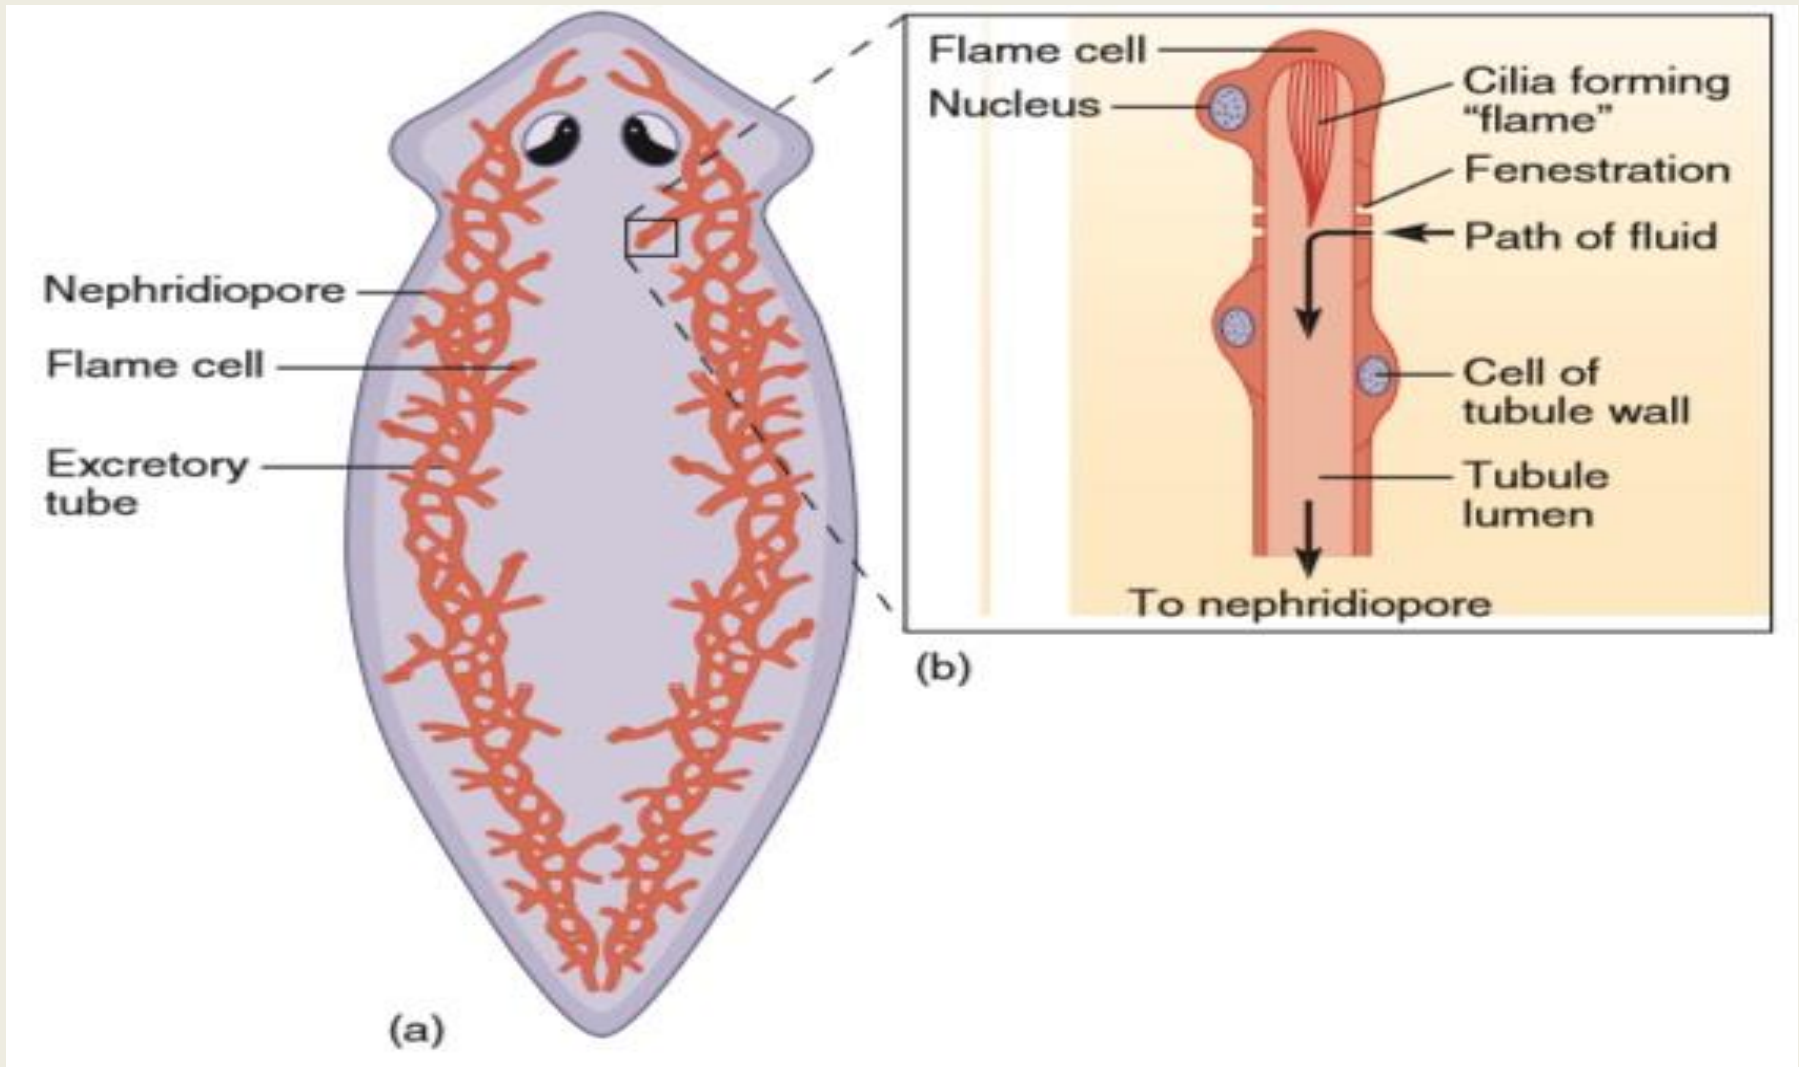 Nephridiopore
Flame cell
Excretory
tube
(a)
Flame cell
Nucleus
Cilia forming
“flame”
Fenestration
Path of fluid
Cell of
tubule wall
Tubule
lumen
To nephridiopore
(b)